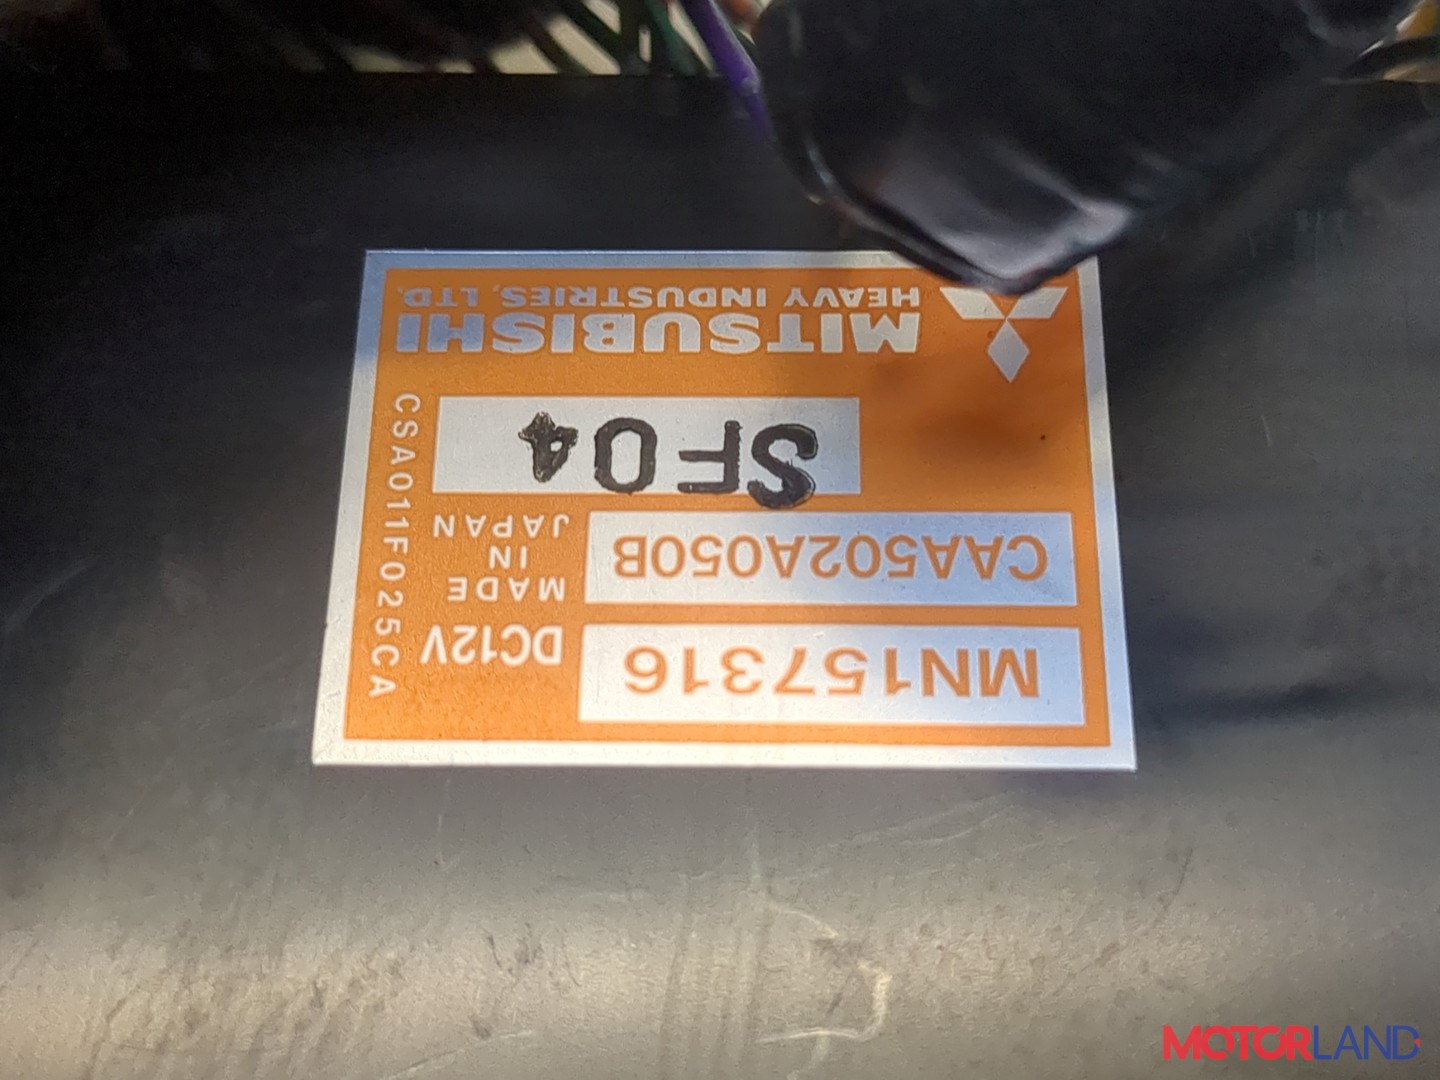 MN157316
DC12V
CAA502A050B
MADE
IN
JAPAN
SF04
MITSUBISHI
HEAVY INDUSTRIES, LTD.
CSA011F025CA
MOTORLAND